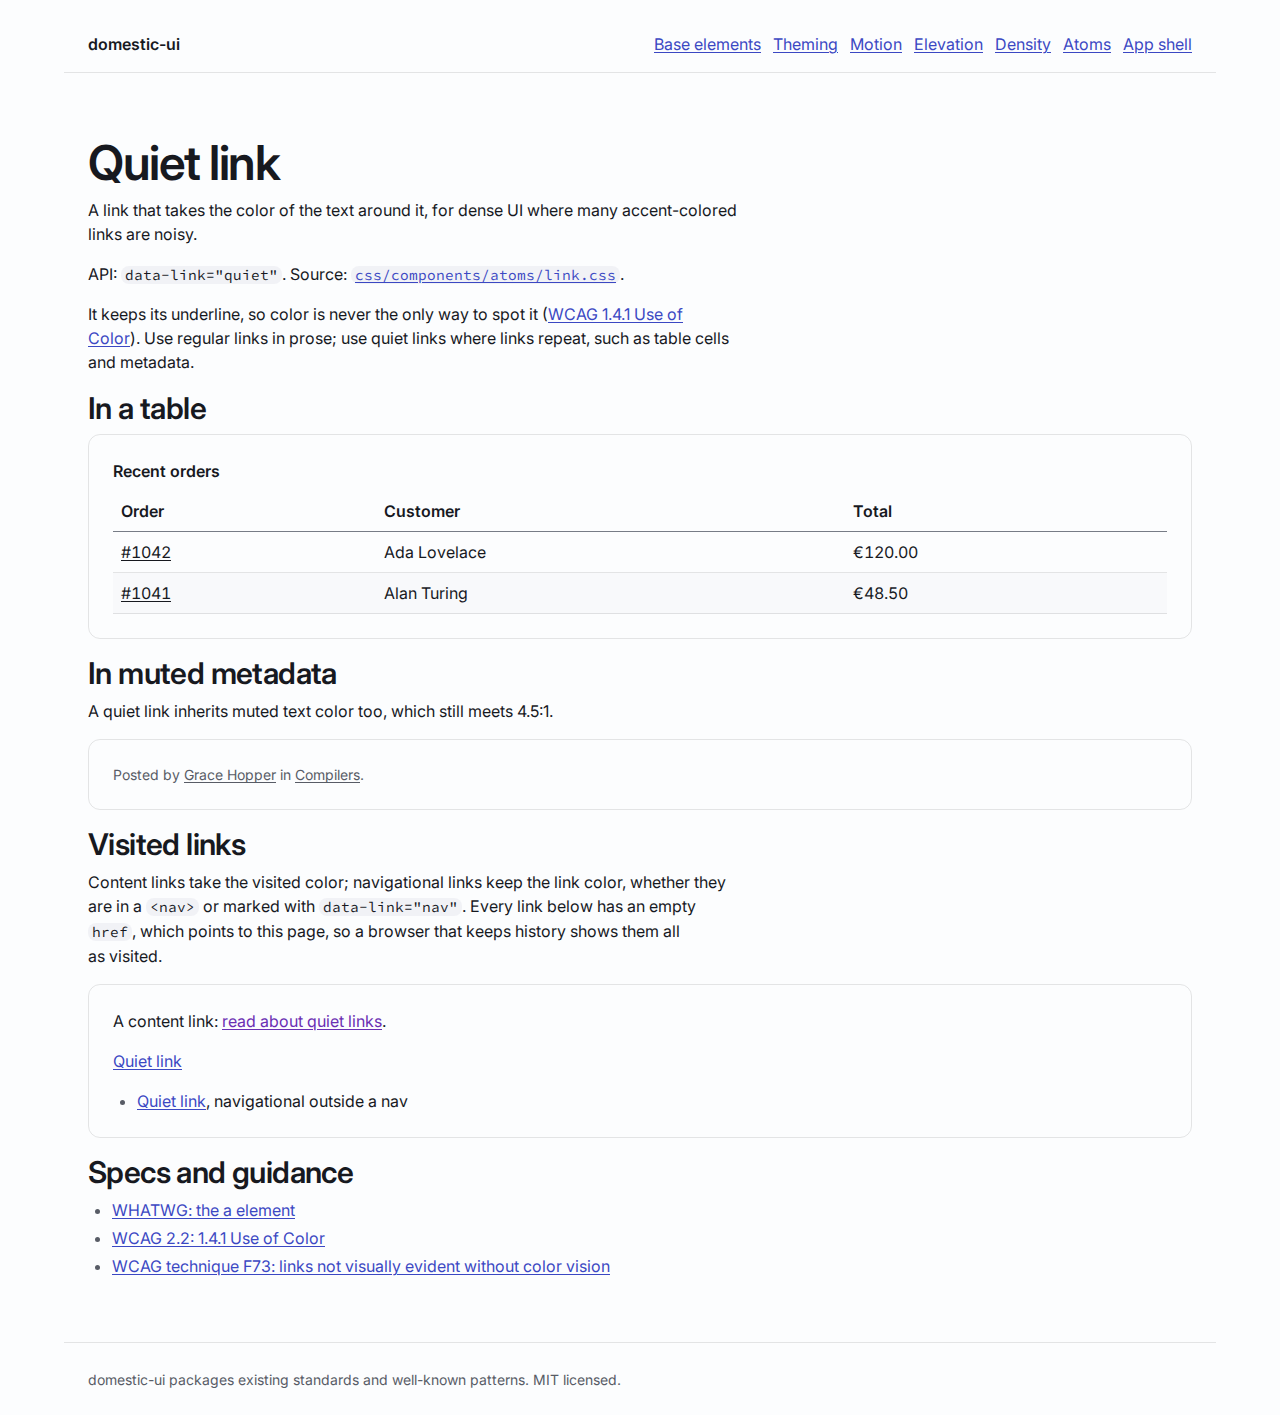 domestic-ui
Base elements Theming Motion Elevation Density Atoms App shell
Quiet link
A link that takes the color of the text around it, for dense UI where many accent-colored
links are noisy.
API: data-link="quiet". Source: css/components/atoms/link.css.
It keeps its underline, so color is never the only way to spot it (WCAG 1.4.1 Use of
Color). Use regular links in prose; use quiet links where links repeat, such as table cells
and metadata.
In a table
Recent orders
Order Customer Total
#1042 Ada Lovelace €120.00
#1041 Alan Turing €48.50
In muted metadata
A quiet link inherits muted text color too, which still meets 4.5:1.
Posted by Grace Hopper in Compilers.
Visited links
Content links take the visited color; navigational links keep the link color, whether they
are in a <nav> or marked with data-link="nav". Every link below has an empty
href, which points to this page, so a browser that keeps history shows them all
as visited.
A content link: read about quiet links.
Quiet link
Quiet link, navigational outside a nav
Specs and guidance
WHATWG: the a element
WCAG 2.2: 1.4.1 Use of Color
WCAG technique F73: links not visually evident without color vision
domestic-ui packages existing standards and well-known patterns. MIT licensed.